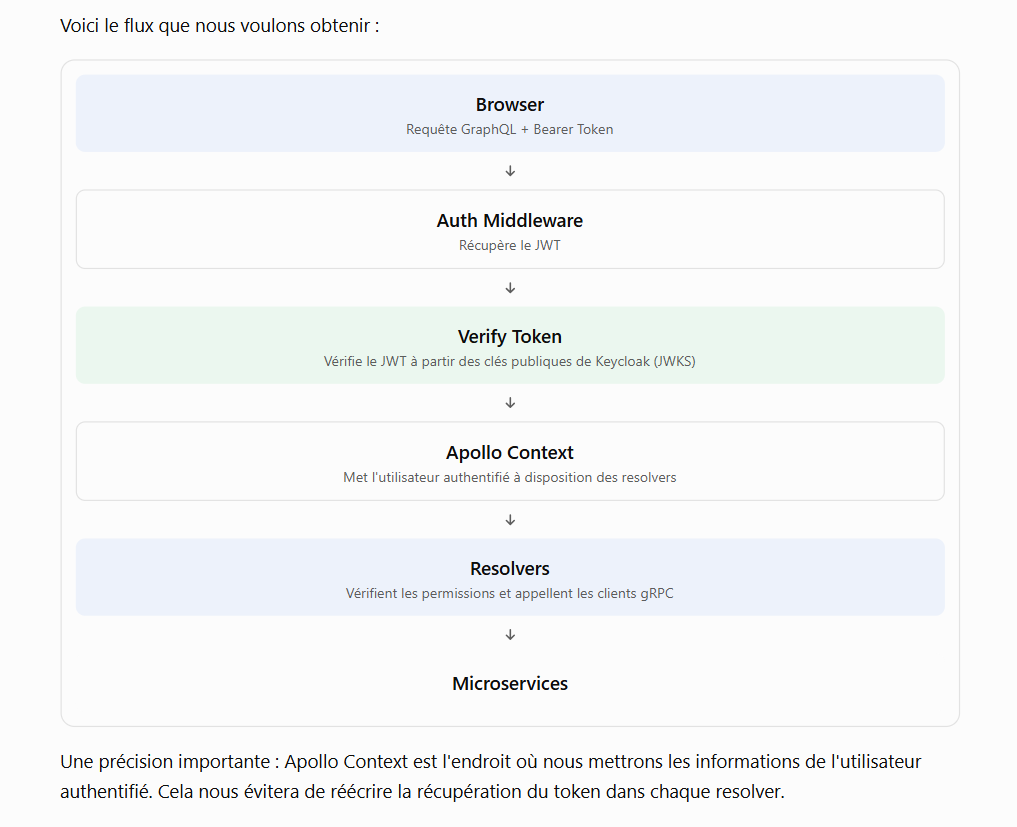 Voici le flux que nous voulons obtenir :
Browser
Requête GraphQL + Bearer Token
↓
Auth Middleware
Récupère le JWT
↓
Verify Token
Vérifie le JWT à partir des clés publiques de Keycloak (JWKS)
↓
Apollo Context
Met l'utilisateur authentifié à disposition des resolvers
↓
Resolvers
Vérifient les permissions et appellent les clients gRPC
↓
Microservices
Une précision importante : Apollo Context est l'endroit où nous mettrons les informations de l'utilisateur
authentifié. Cela nous évitera de réécrire la récupération du token dans chaque resolver.